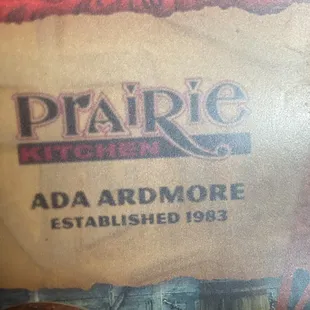 PRAIRIE
KITCHEN
ADA ARDMORE
ESTABLISHED 1983